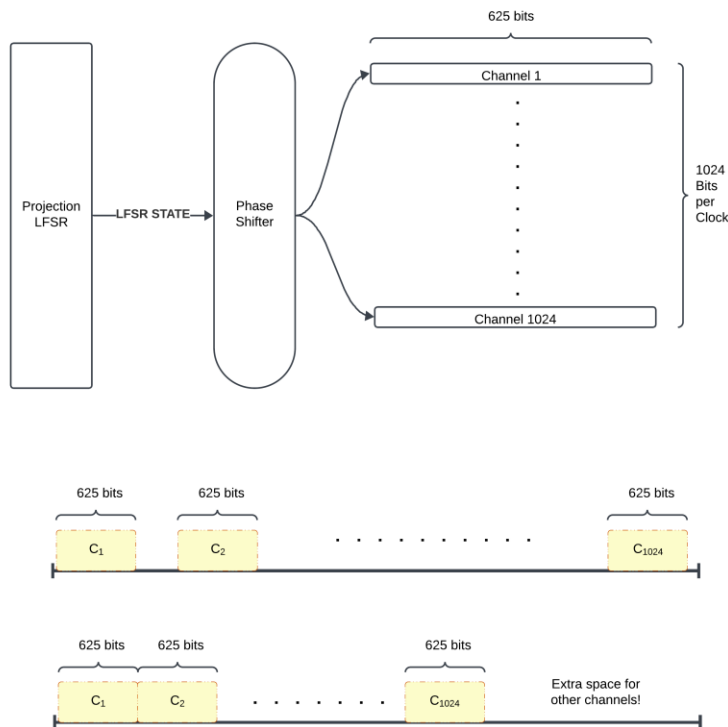 625 bits
Channel 1
Projection
LFSR
LFSR STATE
Phase
Shifter
1024
Bits
per
Clock
Channel 1024
625 bits
625 bits
625 bits
C₁
C₂
C₁₀₂₄
625 bits
625 bits
625 bits
C₁
C₂
C₁₀₂₄
Extra space for
other channels!